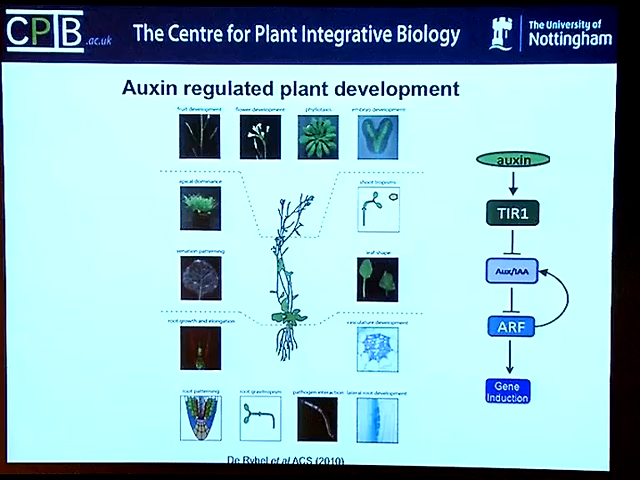 CPIB .ac.uk
The Centre for Plant Integrative Biology
The University of
Nottingham
Auxin regulated plant development
fruit development
flower development
phyllotaxis
embryo development
apical dominance
shoot tropisms
venation patterning
leaf shape
root growth and elongation
vasculature development
root patterning
root gravitropism
pathogen interaction
lateral root development
De Rybel et al ACS (2010)
auxin
TIR1
Aux/IAA
ARF
Gene
Induction